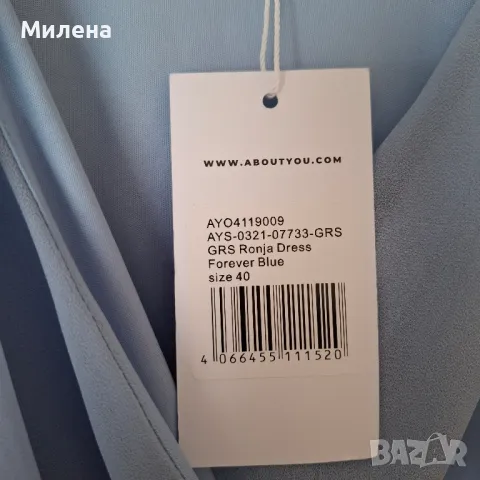 Милена
WWW.ABOUTYOU.COM
AYO4119009
AYS-0321-07733-GRS
GRS Ronja Dress
Forever Blue
size 40
4 066455 111520
BAZAR